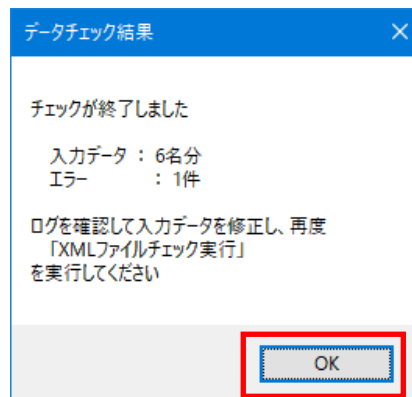 データチェック結果
チェックが終了しました
入力データ : 6名分
エラー : 1件
ログを確認して入力データを修正し、再度
「XMLファイルチェック実行」
を実行してください
OK